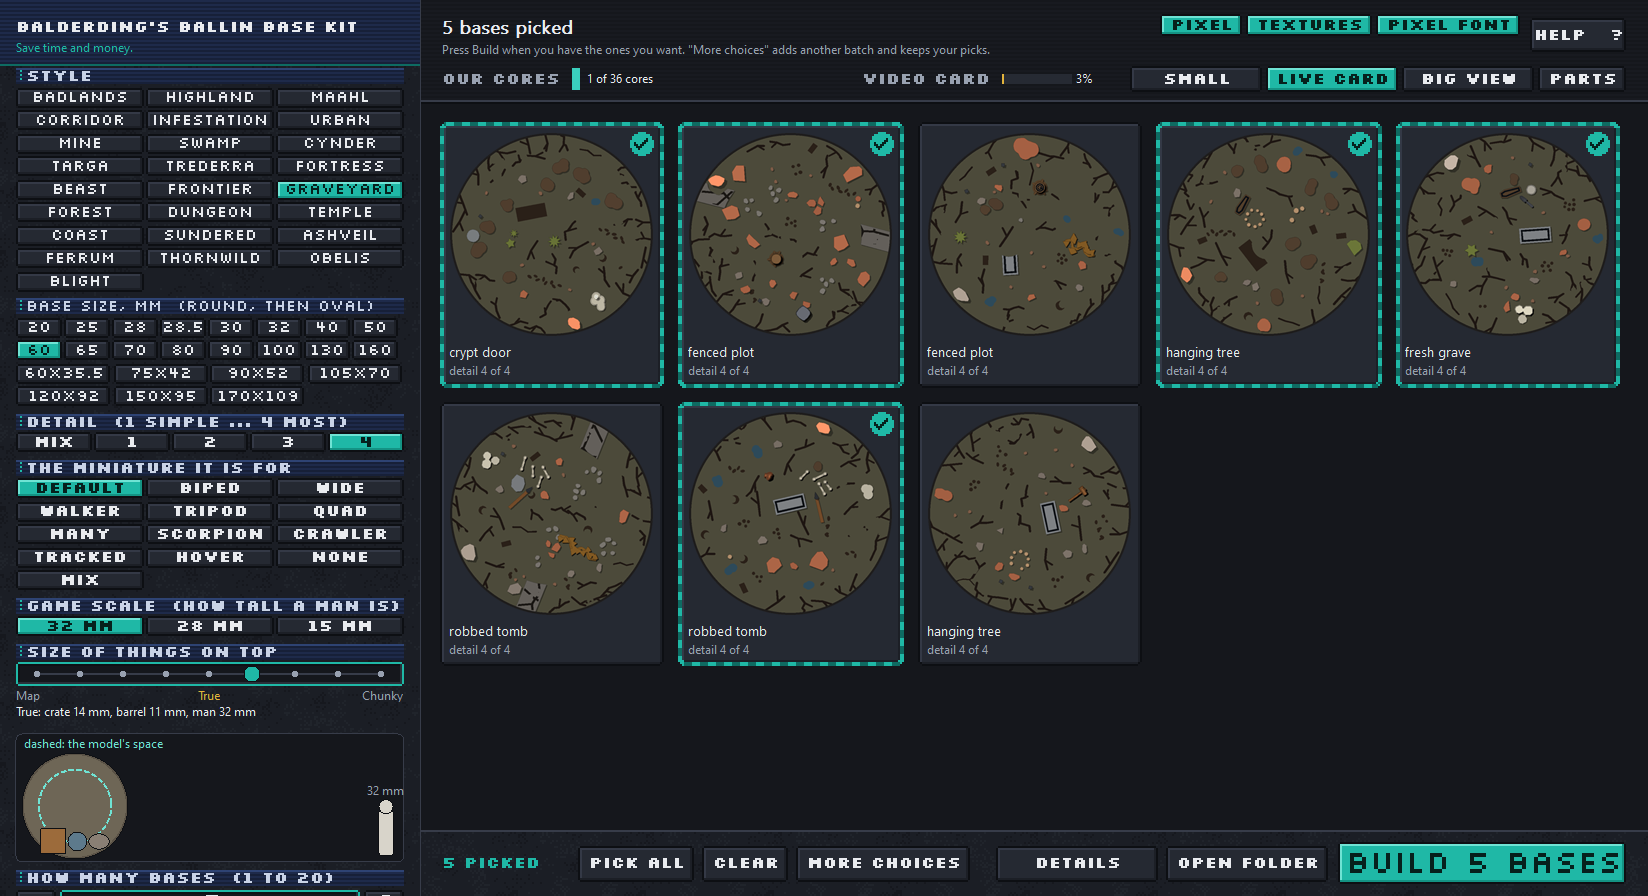 BALDERDING'S BALLIN BASE KIT
Save time and money.
STYLE
BADLANDS HIGHLAND MAAHL
CORRIDOR INFESTATION URBAN
MINE SWAMP CYNDER
TARGA TREDERRA FORTRESS
BEAST FRONTIER GRAVEYARD
FOREST DUNGEON TEMPLE
COAST SUNDERED ASHVEIL
FERRUM THORNWILD OBELIS
BLIGHT
BASE SIZE, MM (ROUND, THEN OVAL)
20 25 28 28.5 30 32 40 50
60 65 70 80 90 100 130 160
60X35.5 75X42 90X52 105X70
120X92 150X95 170X109
DETAIL (1 SIMPLE ... 4 MOST)
MIX 1 2 3 4
THE MINIATURE IT IS FOR
DEFAULT BIPED WIDE
WALKER TRIPOD QUAD
MANY SCORPION CRAWLER
TRACKED HOVER NONE
MIX
GAME SCALE (HOW TALL A MAN IS)
32 MM 28 MM 15 MM
SIZE OF THINGS ON TOP
Map True Chunky
True: crate 14 mm, barrel 11 mm, man 32 mm
dashed: the model's space
32 mm
HOW MANY BASES (1 TO 20)
5 bases picked
Press Build when you have the ones you want. "More choices" adds another batch and keeps your picks.
PIXEL TEXTURES PIXEL FONT HELP ?
OUR CORES 1 of 36 cores VIDEO CARD 3% SMALL LIVE CARD BIG VIEW PARTS
crypt door fenced plot fenced plot hanging tree fresh grave
detail 4 of 4 detail 4 of 4 detail 4 of 4 detail 4 of 4 detail 4 of 4
robbed tomb robbed tomb hanging tree
detail 4 of 4 detail 4 of 4 detail 4 of 4
5 PICKED PICK ALL CLEAR MORE CHOICES DETAILS OPEN FOLDER BUILD 5 BASES